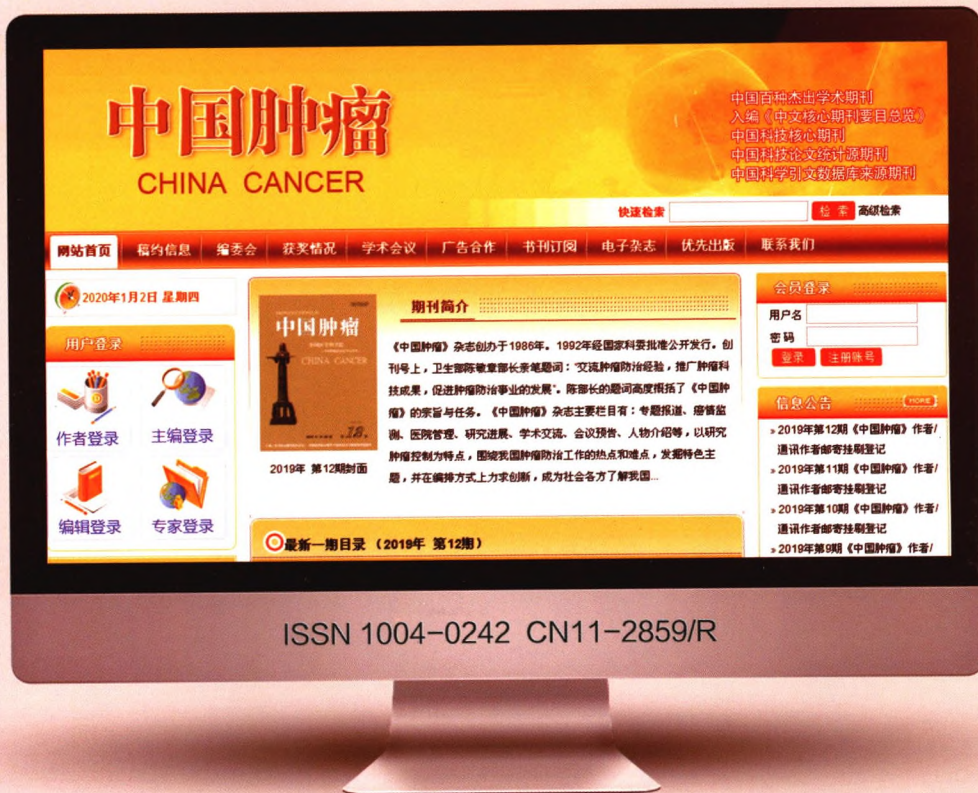 中国肿瘤
CHINA CANCER
中国百种杰出学术期刊
入编《中文核心期刊要目总览》
中国科技核心期刊
中国科技论文统计源期刊
中国科学引文数据库来源期刊
快速检索 检 索 高级检索
网站首页 稿约信息 编委会 获奖情况 学术会议 广告合作 书刊订阅 电子杂志 优先出版 联系我们
2020年1月2日 星期四
用户登录
作者登录 主编登录
编辑登录 专家登录
中国肿瘤
CHINA CANCER
12
2019年 第12期封面
期刊简介
《中国肿瘤》杂志创办于1986年。1992年经国家科委批准公开发行。创
刊号上，卫生部陈敏章部长亲笔题词：“交流肿瘤防治经验，推广肿瘤科
技成果，促进肿瘤防治事业的发展”。陈部长的题词高度概括了《中国肿
瘤》的宗旨与任务。《中国肿瘤》杂志主要栏目有：专题报道、癌情监
测、医院管理、研究进展、学术交流、会议预告、人物介绍等，以研究
肿瘤控制为特点，围绕我国肿瘤防治工作的热点和难点，发掘特色主
题，并在编排方式上力求创新，成为社会各方了解我国...
最新一期目录 （2019年 第12期）
会员登录
用户名
密码
登录 注册账号
信息公告 HOME
» 2019年第12期《中国肿瘤》作者/
通讯作者邮寄挂刷登记
» 2019年第11期《中国肿瘤》作者/
通讯作者邮寄挂刷登记
» 2019年第10期《中国肿瘤》作者/
通讯作者邮寄挂刷登记
» 2019年第9期《中国肿瘤》作者/
ISSN 1004-0242 CN11-2859/R